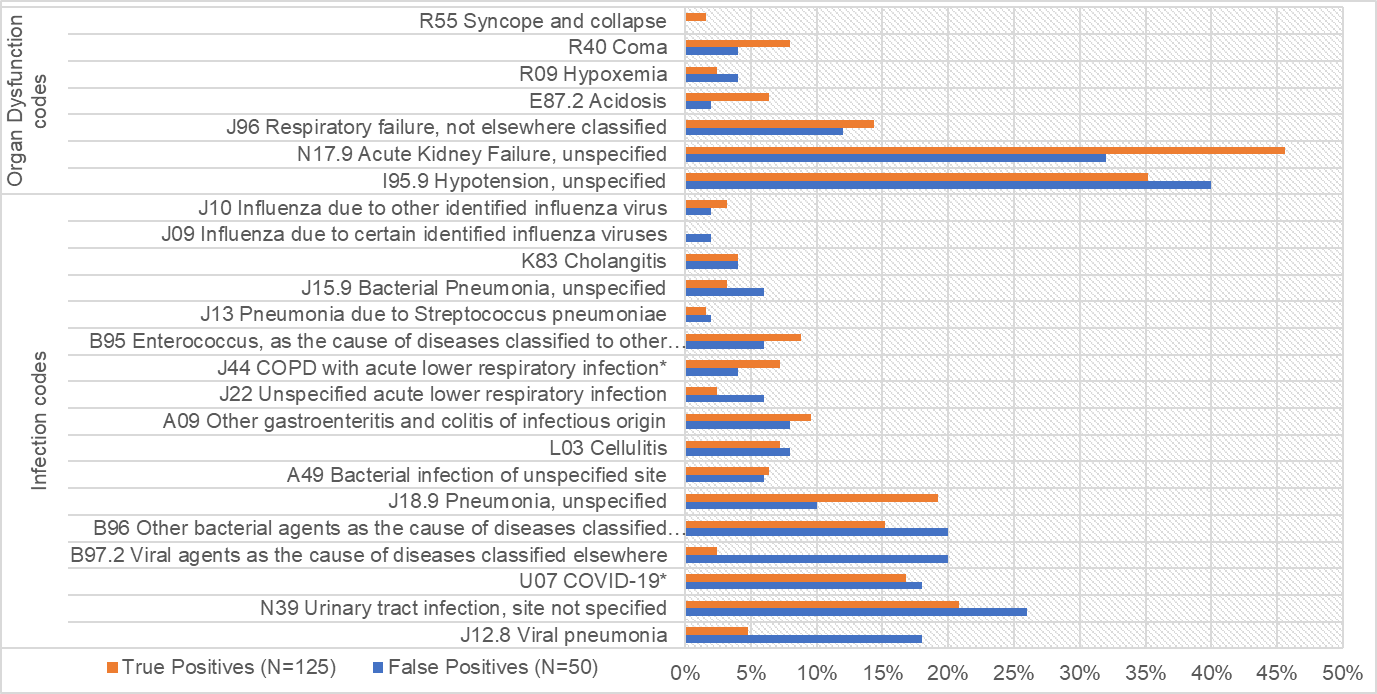 Organ Dysfunction
codes
R55 Syncope and collapse
R40 Coma
R09 Hypoxemia
E87.2 Acidosis
J96 Respiratory failure, not elsewhere classified
N17.9 Acute Kidney Failure, unspecified
I95.9 Hypotension, unspecified
Infection codes
J10 Influenza due to other identified influenza virus
J09 Influenza due to certain identified influenza viruses
K83 Cholangitis
J15.9 Bacterial Pneumonia, unspecified
J13 Pneumonia due to Streptococcus pneumoniae
B95 Enterococcus, as the cause of diseases classified to other…
J44 COPD with acute lower respiratory infection*
J22 Unspecified acute lower respiratory infection
A09 Other gastroenteritis and colitis of infectious origin
L03 Cellulitis
A49 Bacterial infection of unspecified site
J18.9 Pneumonia, unspecified
B96 Other bacterial agents as the cause of diseases classified…
B97.2 Viral agents as the cause of diseases classified elsewhere
U07 COVID-19*
N39 Urinary tract infection, site not specified
J12.8 Viral pneumonia
True Positives (N=125) False Positives (N=50)
0% 5% 10% 15% 20% 25% 30% 35% 40% 45% 50%